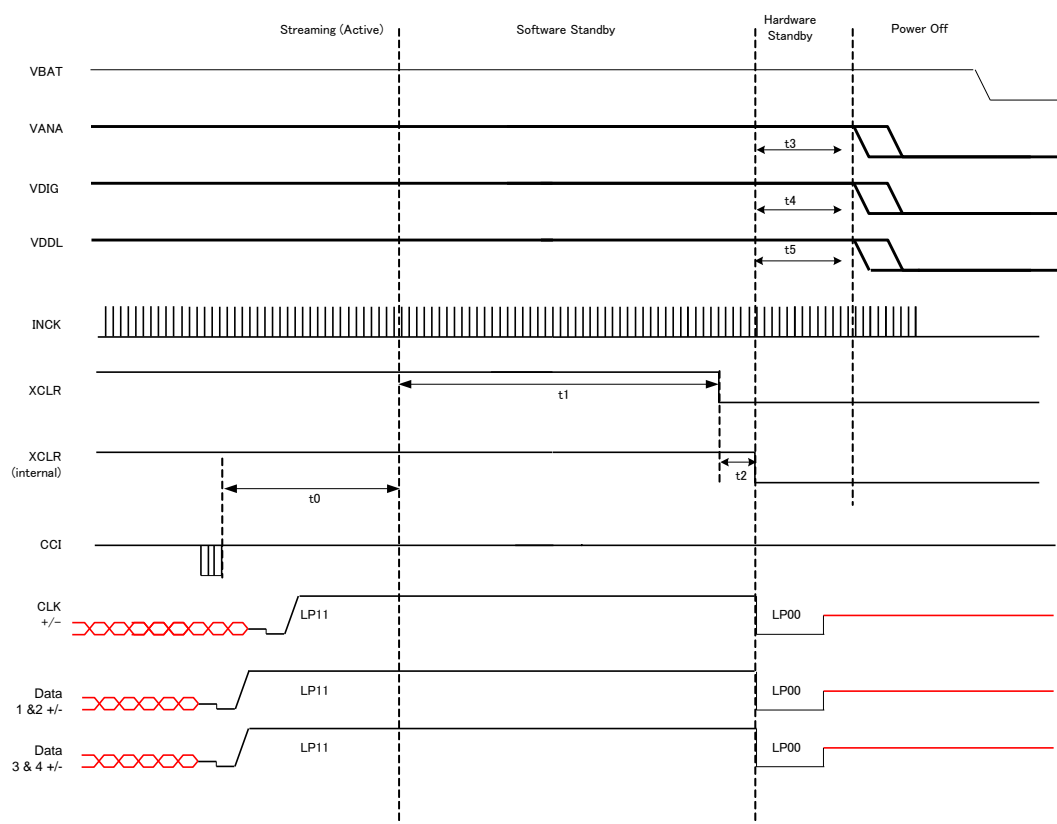 Streaming (Active)
Software Standby
Hardware
Standby
Power Off
VBAT
VANA
t3
VDIG
t4
VDDL
t5
INCK
XCLR
t1
XCLR
(internal)
t2
t0
CCI
CLK
+/-
LP11
LP00
Data
1 &2 +/-
LP11
LP00
Data
3 & 4 +/-
LP11
LP00